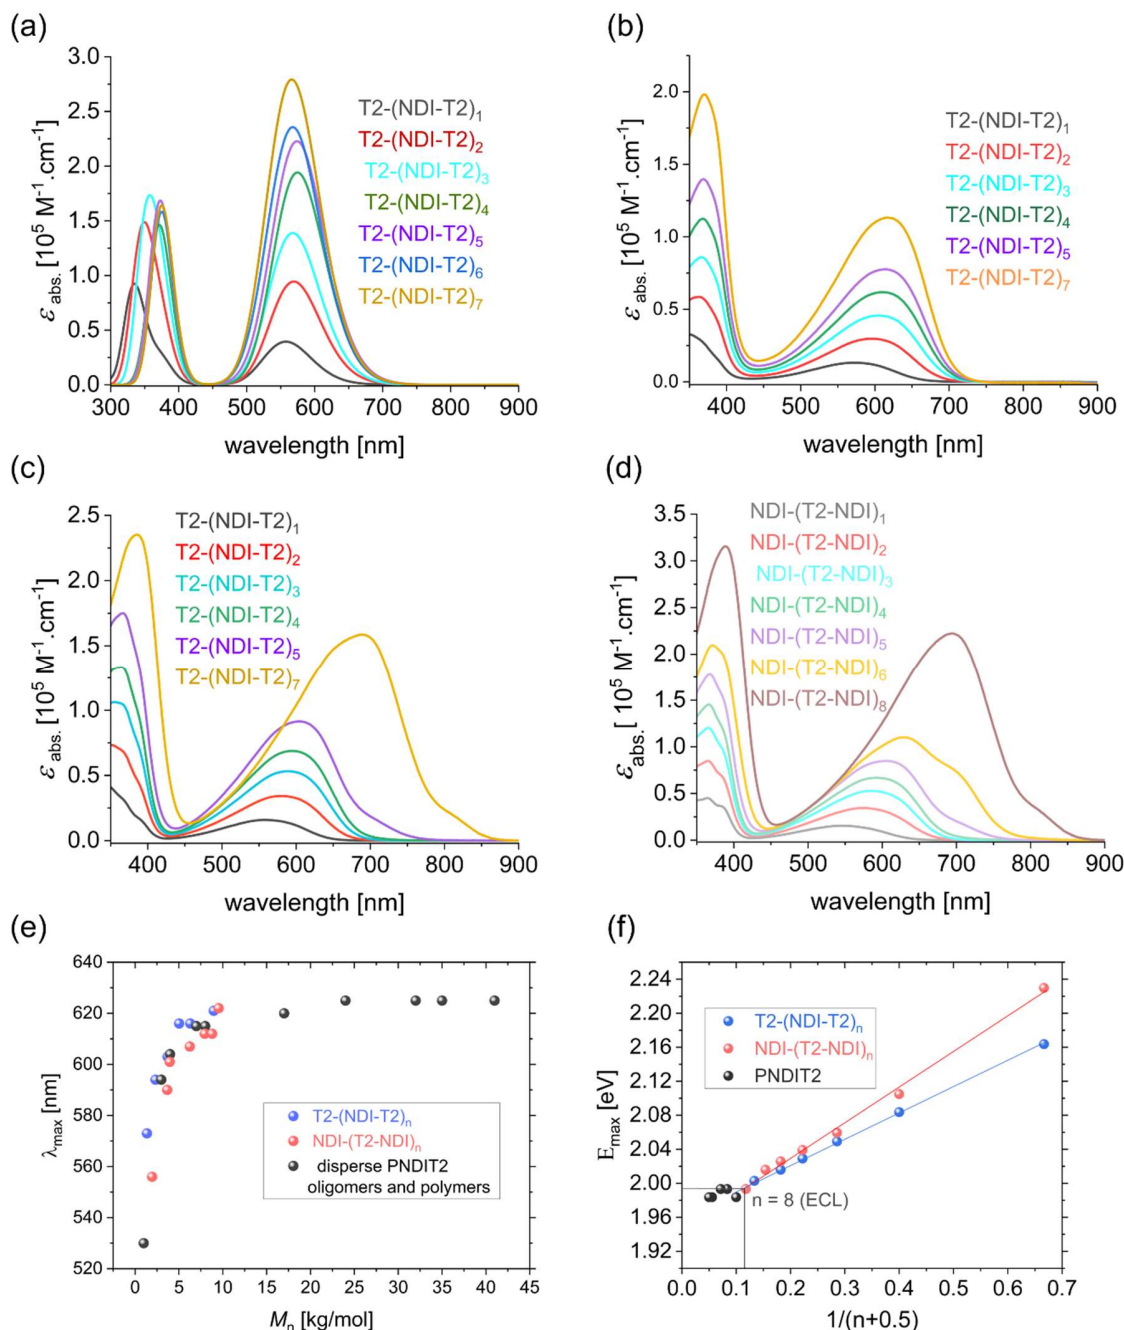 (a)
3.0
2.5
2.0
1.5
1.0
0.5
0.0
ε_abs. [10⁵ M⁻¹.cm⁻¹]
300 400 500 600 700 800 900
wavelength [nm]
T2-(NDI-T2)₁
T2-(NDI-T2)₂
T2-(NDI-T2)₃
T2-(NDI-T2)₄
T2-(NDI-T2)₅
T2-(NDI-T2)₆
T2-(NDI-T2)₇
(b)
2.0
1.5
1.0
0.5
0.0
ε_abs. [10⁵ M⁻¹.cm⁻¹]
400 500 600 700 800 900
wavelength [nm]
T2-(NDI-T2)₁
T2-(NDI-T2)₂
T2-(NDI-T2)₃
T2-(NDI-T2)₄
T2-(NDI-T2)₅
T2-(NDI-T2)₇
(c)
2.5
2.0
1.5
1.0
0.5
0.0
ε_abs. [10⁵ M⁻¹.cm⁻¹]
400 500 600 700 800 900
wavelength [nm]
T2-(NDI-T2)₁
T2-(NDI-T2)₂
T2-(NDI-T2)₃
T2-(NDI-T2)₄
T2-(NDI-T2)₅
T2-(NDI-T2)₇
(d)
3.5
3.0
2.5
2.0
1.5
1.0
0.5
0.0
ε_abs. [ 10⁵ M⁻¹.cm⁻¹]
400 500 600 700 800 900
wavelength [nm]
NDI-(T2-NDI)₁
NDI-(T2-NDI)₂
NDI-(T2-NDI)₃
NDI-(T2-NDI)₄
NDI-(T2-NDI)₅
NDI-(T2-NDI)₆
NDI-(T2-NDI)₈
(e)
640
620
600
580
560
540
520
λ_max [nm]
0 5 10 15 20 25 30 35 40 45
M_n [kg/mol]
T2-(NDI-T2)ₙ
NDI-(T2-NDI)ₙ
disperse PNDIT2
oligomers and polymers
(f)
2.24
2.20
2.16
2.12
2.08
2.04
2.00
1.96
1.92
E_max [eV]
0.0 0.1 0.2 0.3 0.4 0.5 0.6 0.7
1/(n+0.5)
T2-(NDI-T2)ₙ
NDI-(T2-NDI)ₙ
PNDIT2
n = 8 (ECL)